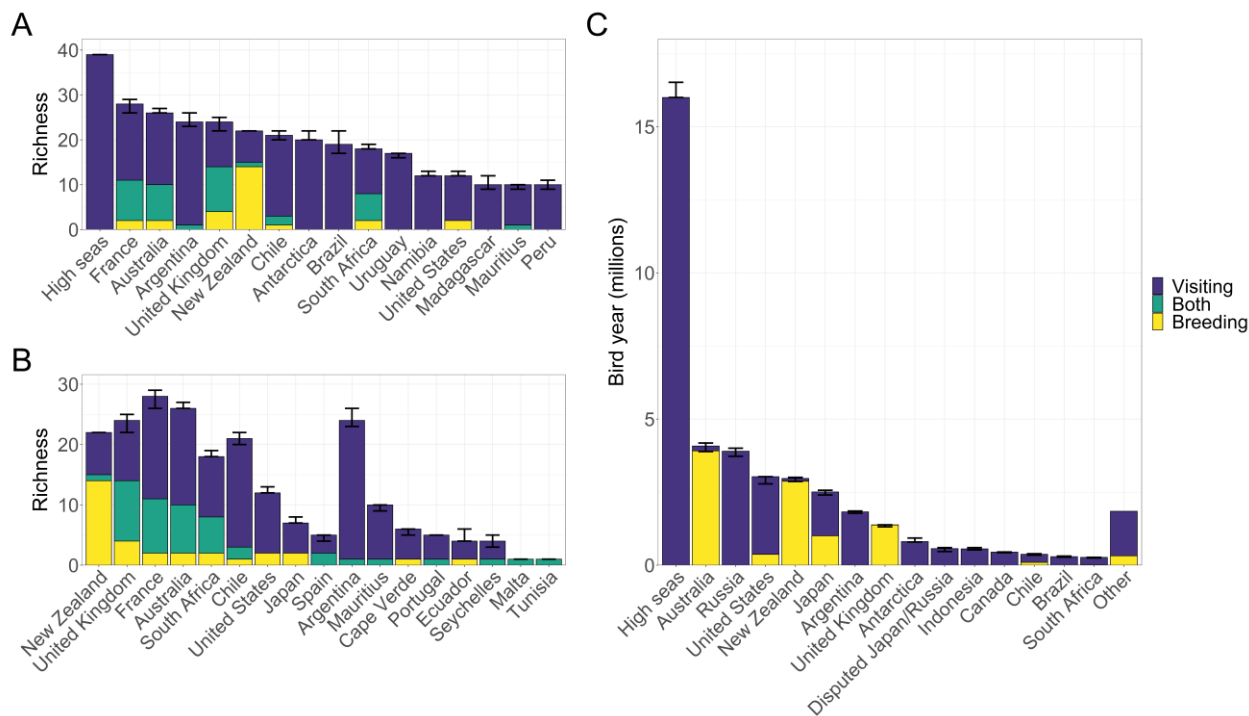 A
Richness
40
30
20
10
0
High seas
France
Australia
Argentina
United Kingdom
New Zealand
Chile
Antarctica
Brazil
South Africa
Uruguay
Namibia
United States
Madagascar
Mauritius
Peru
B
Richness
30
20
10
0
New Zealand
United Kingdom
France
Australia
South Africa
Chile
United States
Japan
Spain
Argentina
Mauritius
Cape Verde
Portugal
Ecuador
Seychelles
Malta
Tunisia
C
Bird year (millions)
15
10
5
0
High seas
Australia
Russia
United States
New Zealand
Japan
Argentina
United Kingdom
Antarctica
Disputed Japan/Russia
Indonesia
Canada
Chile
Brazil
South Africa
Other
Visiting
Both
Breeding